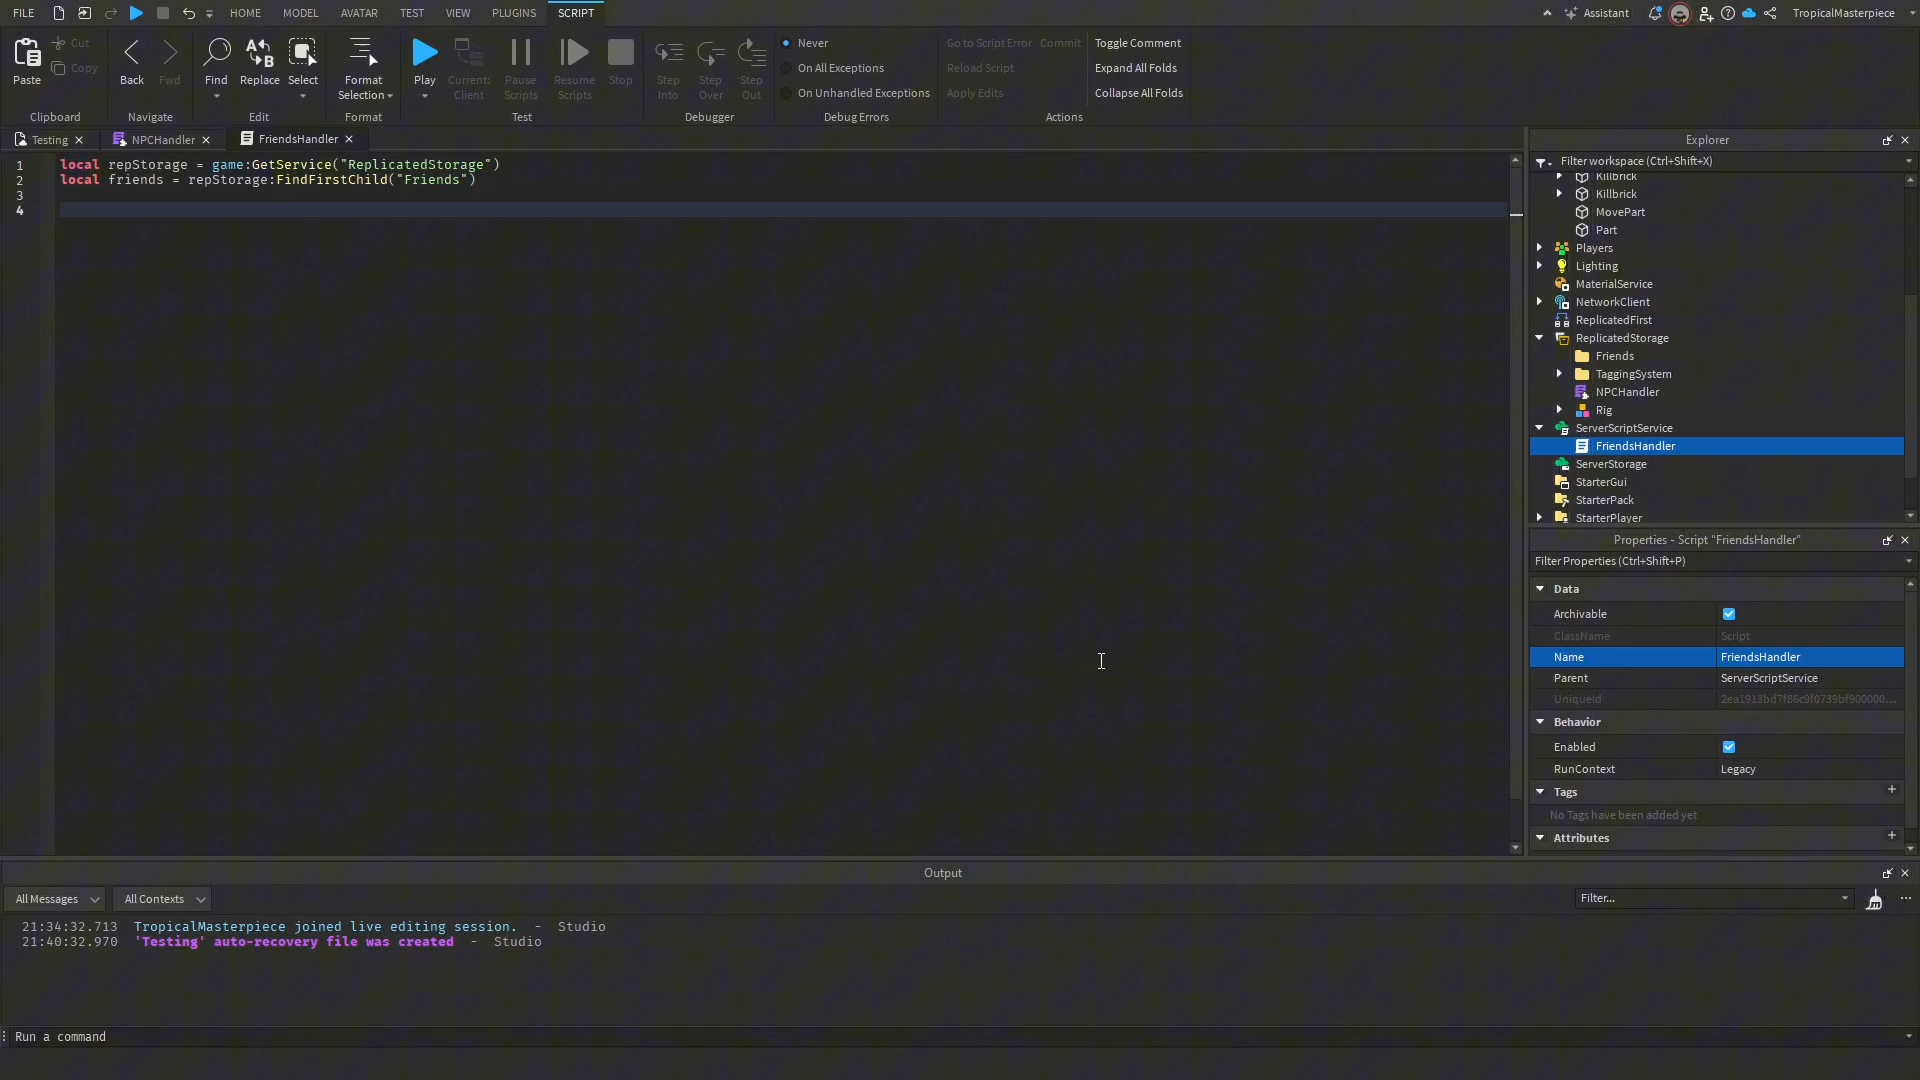 FILE HOME MODEL AVATAR TEST VIEW PLUGINS SCRIPT Assistant TropicalMasterpiece
Cut
Copy
Paste
Back Fwd
Find Replace Select
Format Selection
Play
Current: Client
Pause Scripts
Resume Scripts
Stop
Step Into
Step Over
Step Out
Never
On All Exceptions
On Unhandled Exceptions
Go to Script Error Commit
Reload Script
Apply Edits
Toggle Comment
Expand All Folds
Collapse All Folds
Clipboard Navigate Edit Format Test Debugger Debug Errors Actions
Testing NPCHandler FriendsHandler
1 local repStorage = game:GetService("ReplicatedStorage")
2 local friends = repStorage:FindFirstChild("Friends")
3
4
Explorer
Filter workspace (Ctrl+Shift+X)
Killbrick
Killbrick
MovePart
Part
Players
Lighting
MaterialService
NetworkClient
ReplicatedFirst
ReplicatedStorage
Friends
TaggingSystem
NPCHandler
Rig
ServerScriptService
FriendsHandler
ServerStorage
StarterGui
StarterPack
StarterPlayer
Properties - Script "FriendsHandler"
Filter Properties (Ctrl+Shift+P)
Data
Archivable
ClassName Script
Name FriendsHandler
Parent ServerScriptService
UniqueId 2ea1913bd7f86c9f0739bf900000...
Behavior
Enabled
RunContext Legacy
Tags
No Tags have been added yet
Attributes
Output
All Messages All Contexts Filter...
21:34:32.713 TropicalMasterpiece joined live editing session. - Studio
21:40:32.970 'Testing' auto-recovery file was created - Studio
Run a command